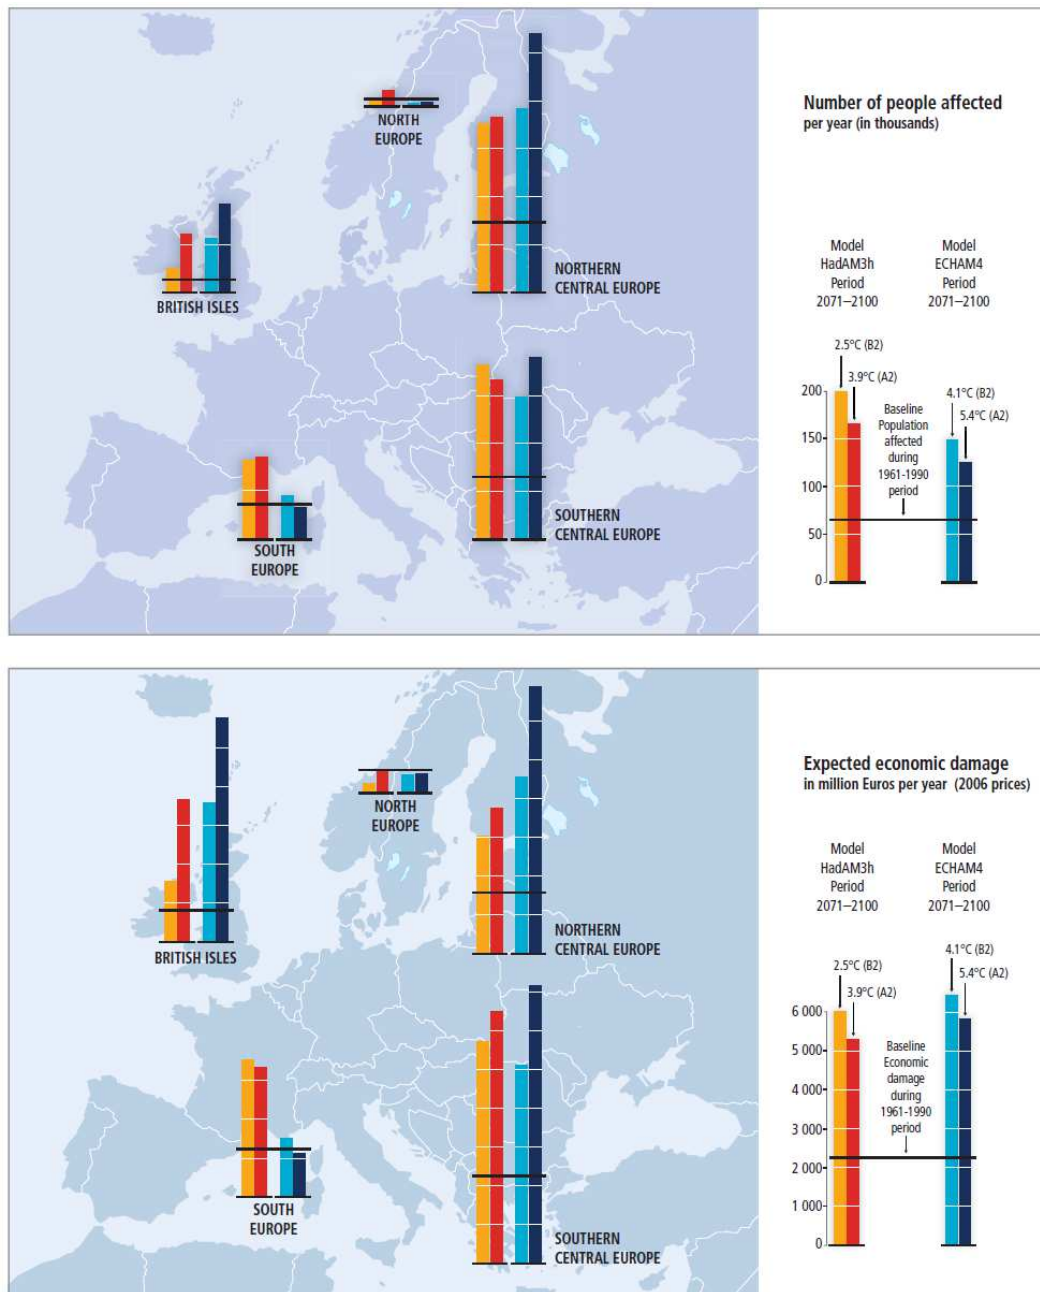 NORTH
EUROPE
BRITISH ISLES
NORTHERN
CENTRAL EUROPE
SOUTH
EUROPE
SOUTHERN
CENTRAL EUROPE
Number of people affected
per year (in thousands)
Model
HadAM3h
Period
2071–2100
Model
ECHAM4
Period
2071–2100
2.5°C (B2)
3.9°C (A2)
4.1°C (B2)
5.4°C (A2)
200
150
100
50
0
Baseline
Population
affected
during
1961-1990
period
NORTH
EUROPE
BRITISH ISLES
NORTHERN
CENTRAL EUROPE
SOUTH
EUROPE
SOUTHERN
CENTRAL EUROPE
Expected economic damage
in million Euros per year (2006 prices)
Model
HadAM3h
Period
2071–2100
Model
ECHAM4
Period
2071–2100
2.5°C (B2)
3.9°C (A2)
4.1°C (B2)
5.4°C (A2)
6 000
5 000
4 000
3 000
2 000
1 000
0
Baseline
Economic
damage
during
1961-1990
period